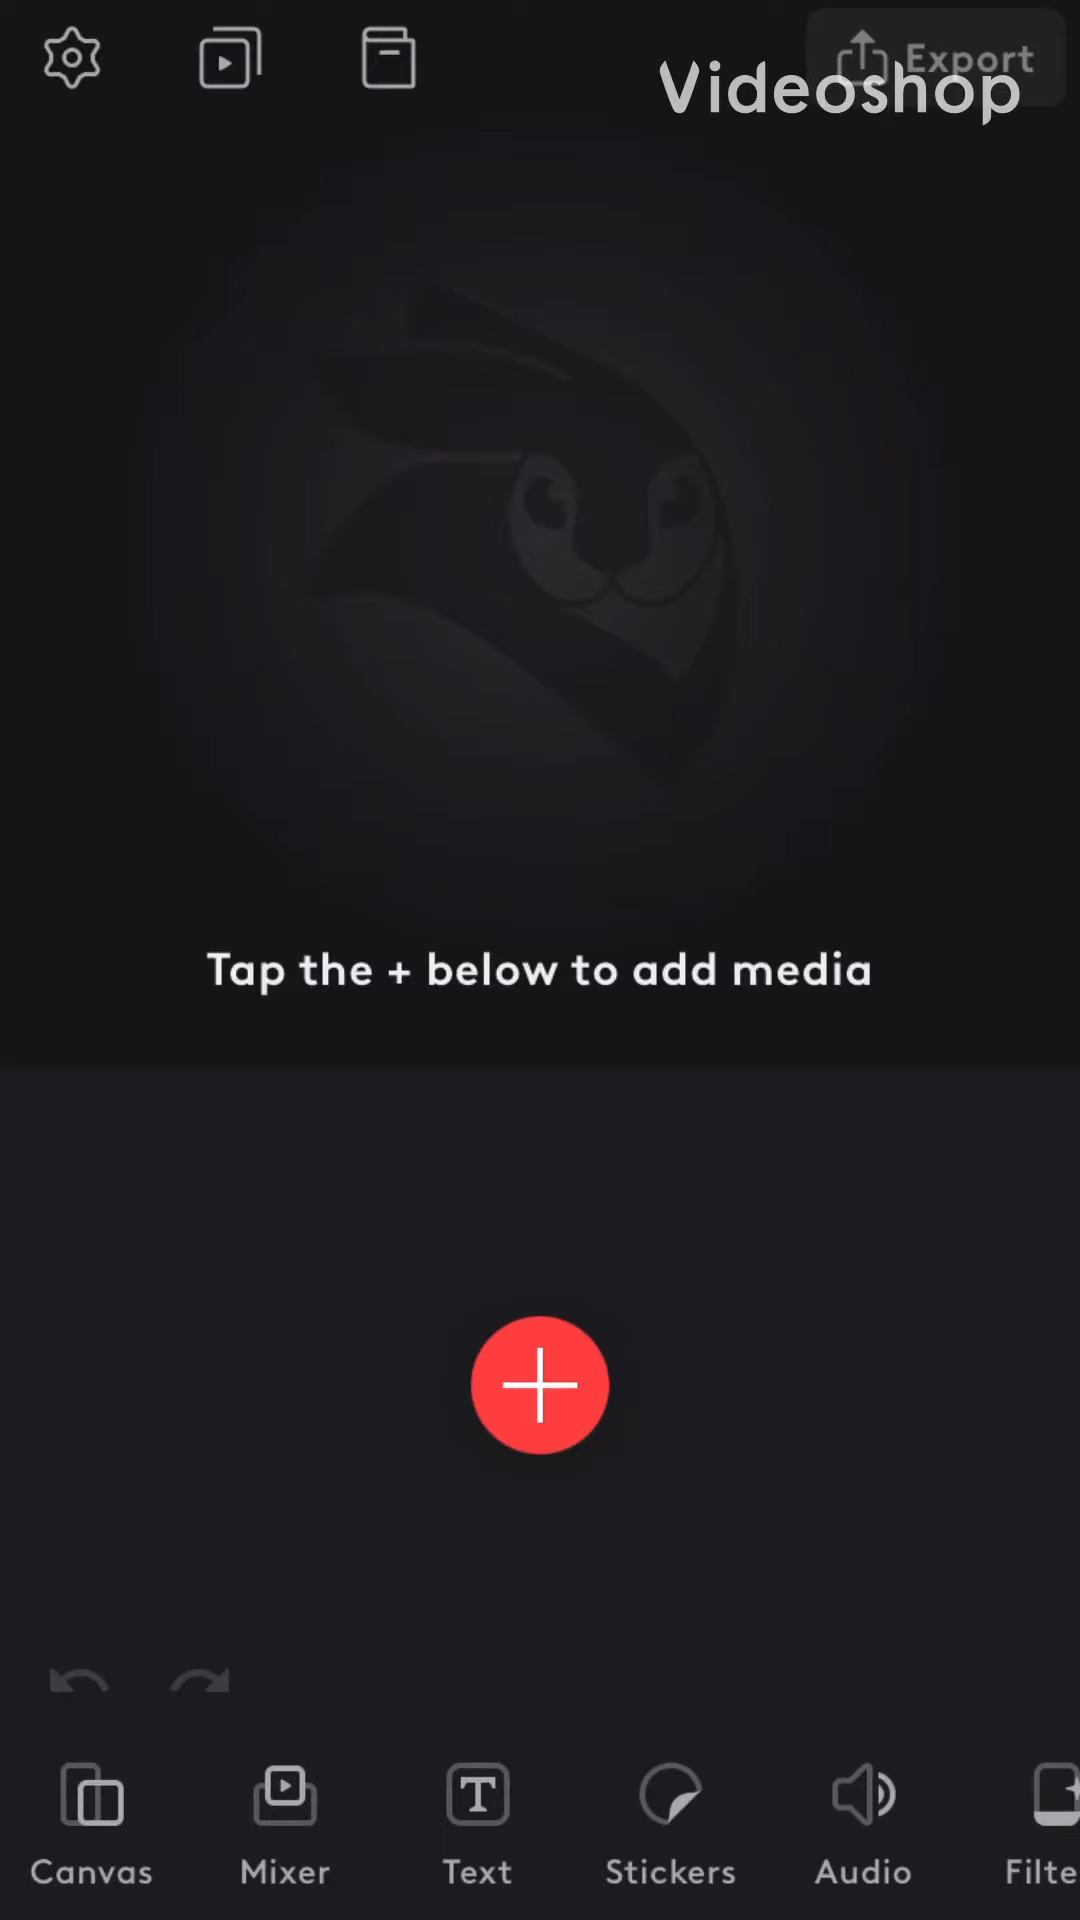 Export
Videoshop
Tap the + below to add media
Canvas
Mixer
Text
Stickers
Audio
Filte